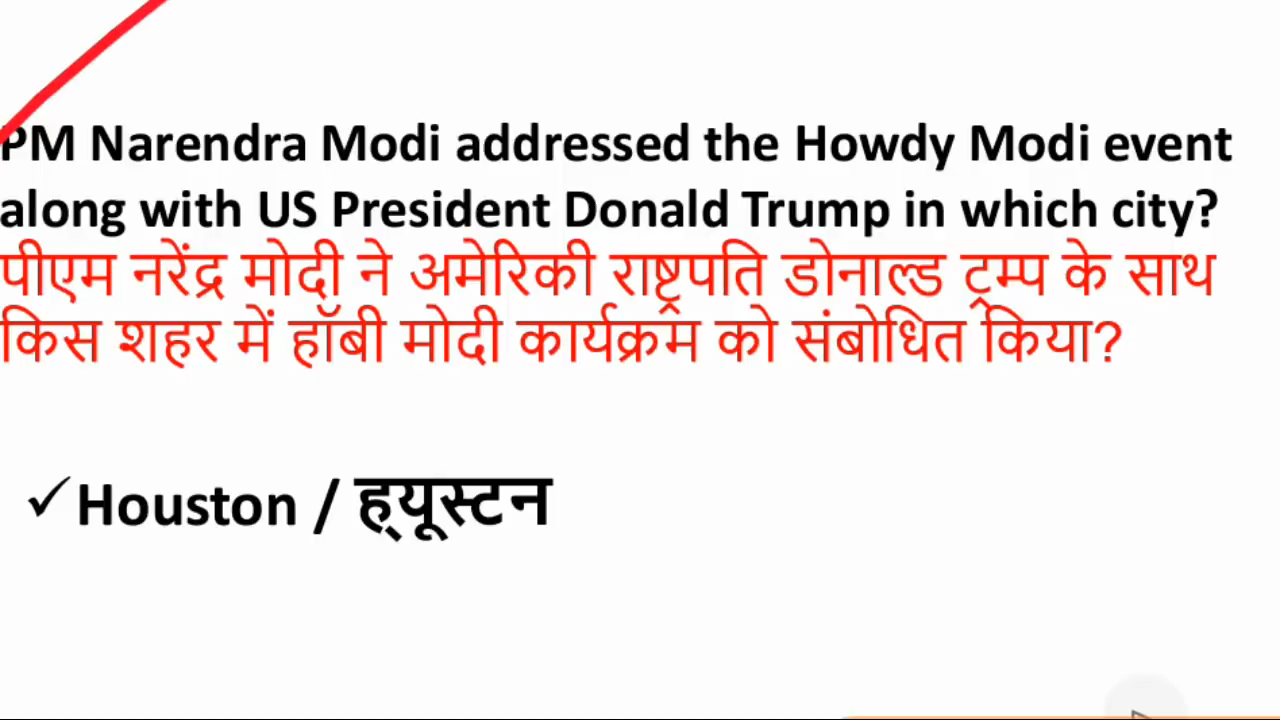 PM Narendra Modi addressed the Howdy Modi event
along with US President Donald Trump in which city?
पीएम नरेंद्र मोदी ने अमेरिकी राष्ट्रपति डोनाल्ड ट्रम्प के साथ
किस शहर में हॉबी मोदी कार्यक्रम को संबोधित किया?
✓Houston / ह्यूस्टन